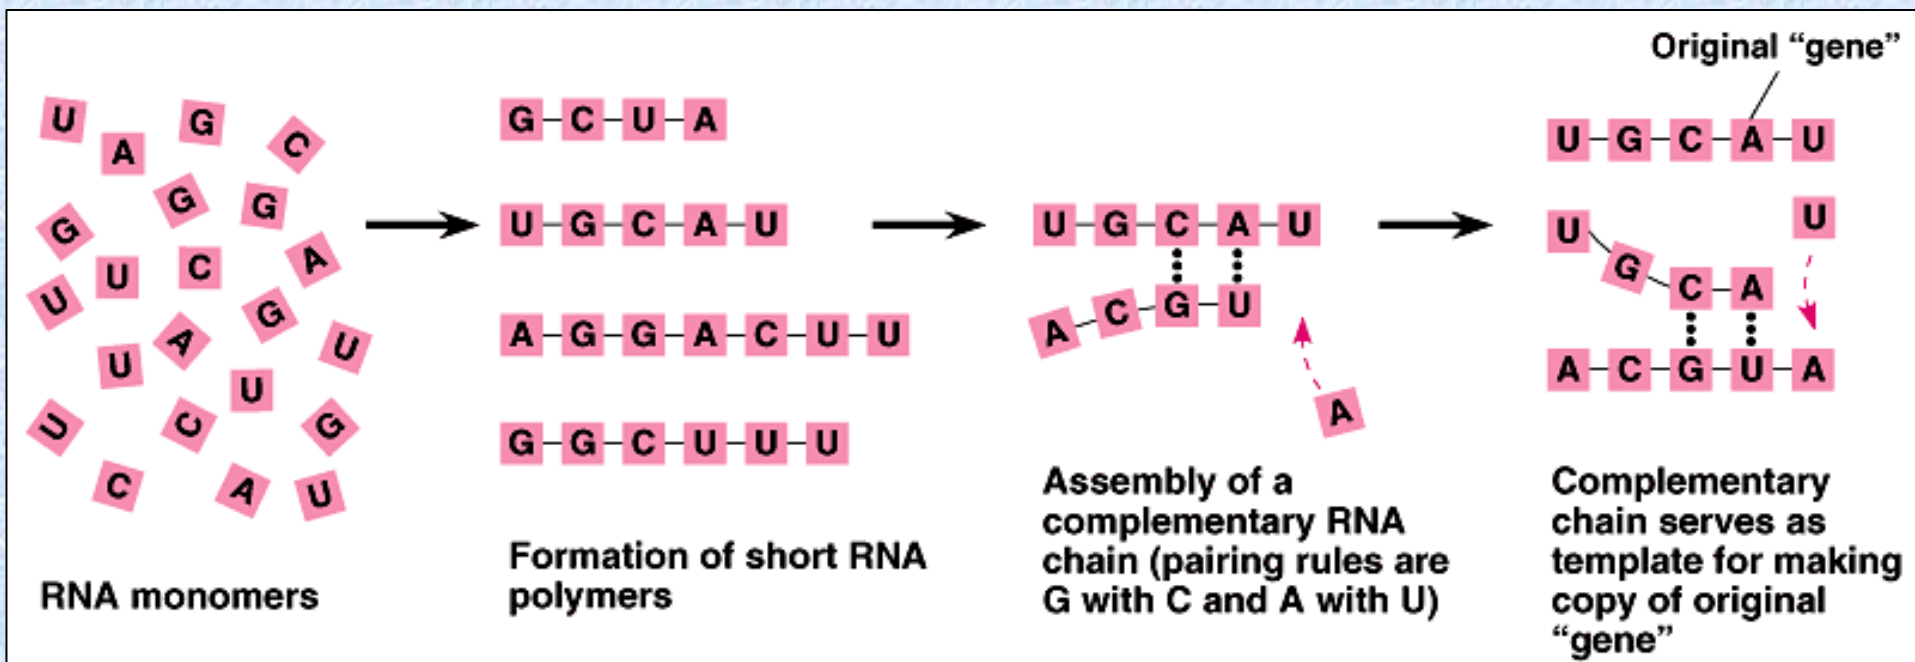 Original “gene”
U
A
G
C
G
G
G
U
U
C
A
G
U
A
U
U
U
C
G
C
A
U
G-C-U-A
U-G-C-A-U
A-G-G-A-C-U-U
G-G-C-U-U-U
U-G-C-A-U
A-C-G-U
A
U-G-C-A-U
U
U-G-C-A
A-C-G-U-A
RNA monomers
Formation of short RNA
polymers
Assembly of a
complementary RNA
chain (pairing rules are
G with C and A with U)
Complementary
chain serves as
template for making
copy of original
“gene”